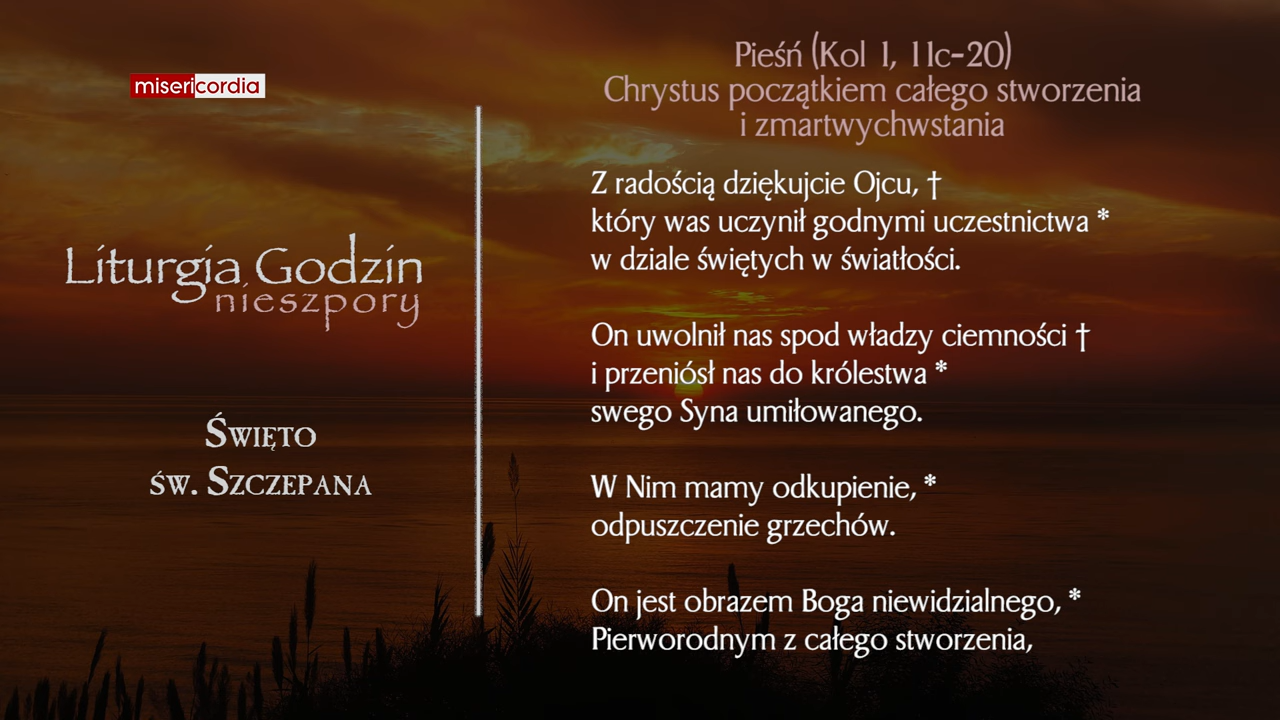 misericordia
Liturgia Godzin
nieszpory
Święto
św. Szczepana
Pieśń (Kol 1, 11c-20)
Chrystus początkiem całego stworzenia
i zmartwychwstania
Z radością dziękujcie Ojcu, †
który was uczynił godnymi uczestnictwa *
w dziale świętych w światłości.
On uwolnił nas spod władzy ciemności †
i przeniósł nas do królestwa *
swego Syna umiłowanego.
W Nim mamy odkupienie, *
odpuszczenie grzechów.
On jest obrazem Boga niewidzialnego, *
Pierworodnym z całego stworzenia,